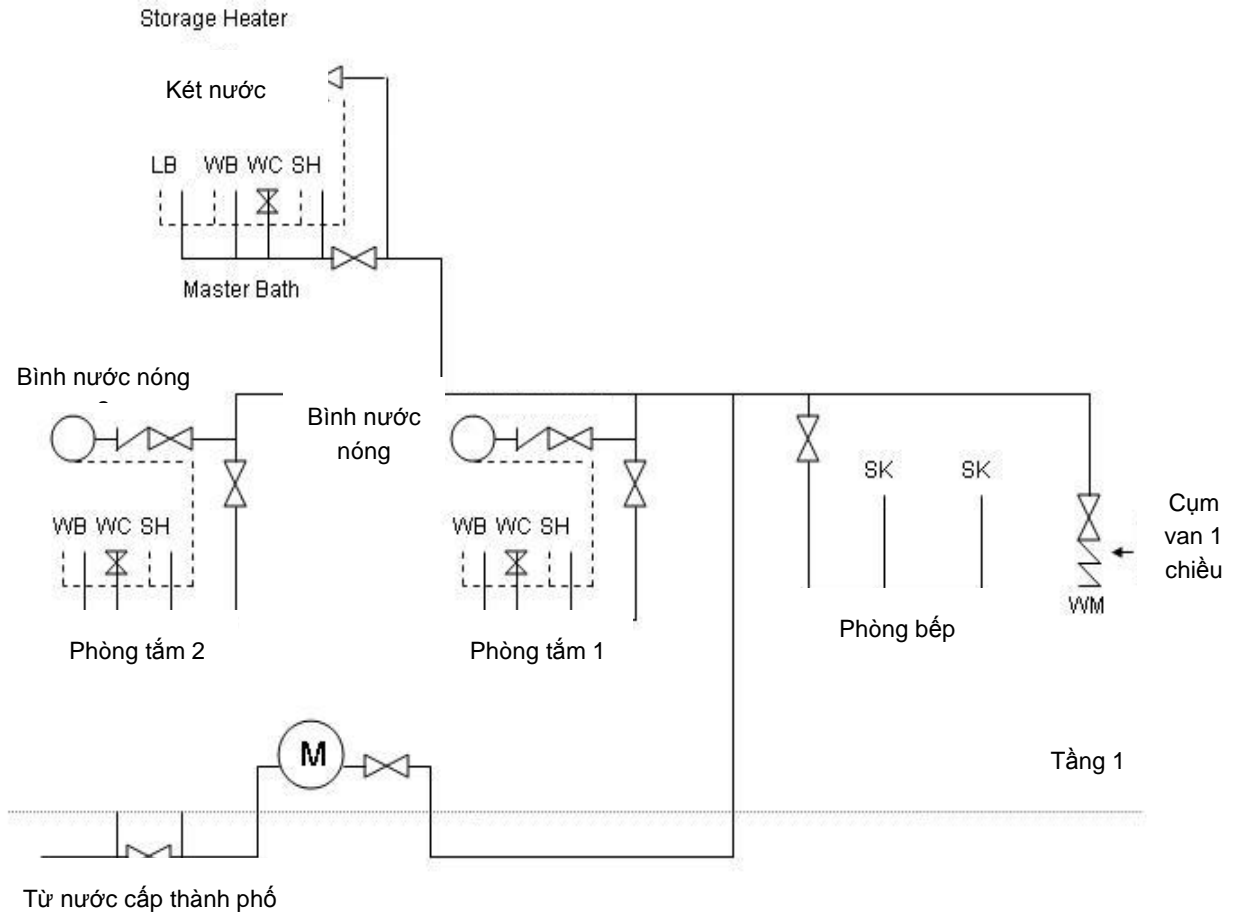 Storage Heater
Két nước
LB WB WC SH
Master Bath
Bình nước nóng
Bình nước
nóng
SK SK
WB WC SH
WB WC SH
Cụm
van 1
chiều
WM
Phòng bếp
Phòng tắm 2
Phòng tắm 1
M
Tầng 1
Từ nước cấp thành phố